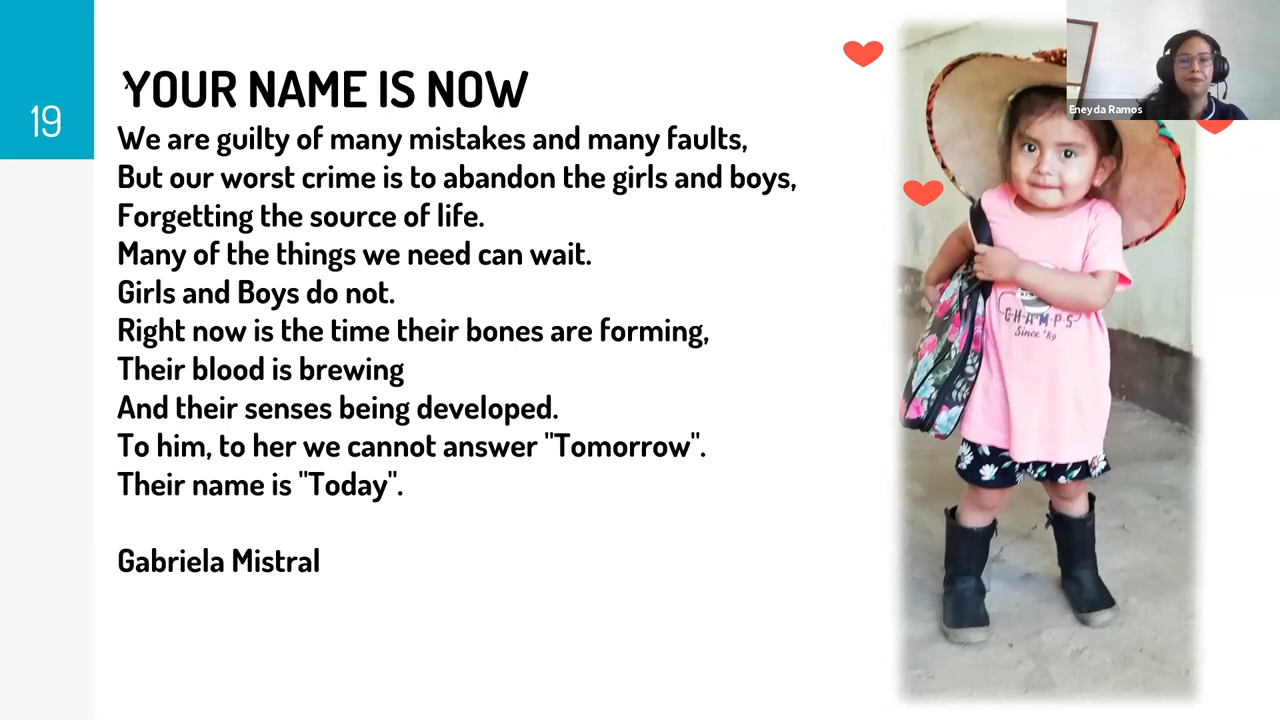 19
YOUR NAME IS NOW
We are guilty of many mistakes and many faults,
But our worst crime is to abandon the girls and boys,
Forgetting the source of life.
Many of the things we need can wait.
Girls and Boys do not.
Right now is the time their bones are forming,
Their blood is brewing
And their senses being developed.
To him, to her we cannot answer "Tomorrow".
Their name is "Today".
Gabriela Mistral
Eneyda Ramos
CHAMPS
Since '89